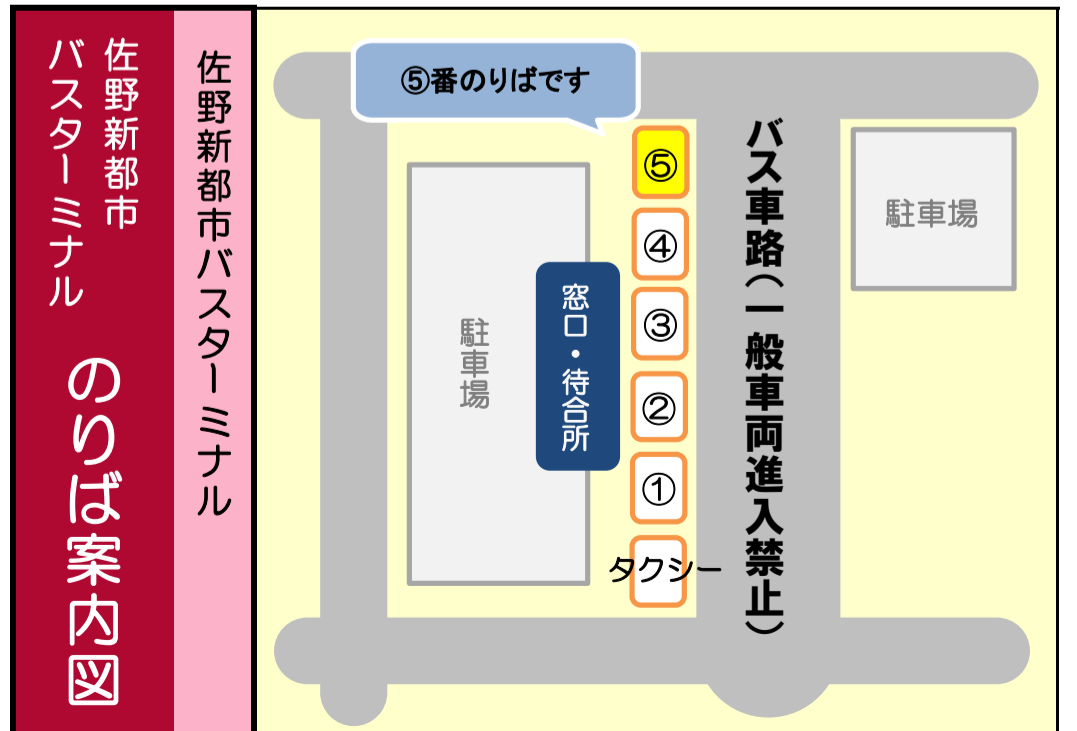 佐野新都市
バスターミナル
のりば案内図
佐野新都市バスターミナル
⑤番のりばです
⑤
④
③
②
①
タクシー
窓口・待合所
駐車場
バス車路(一般車両進入禁止)
駐車場